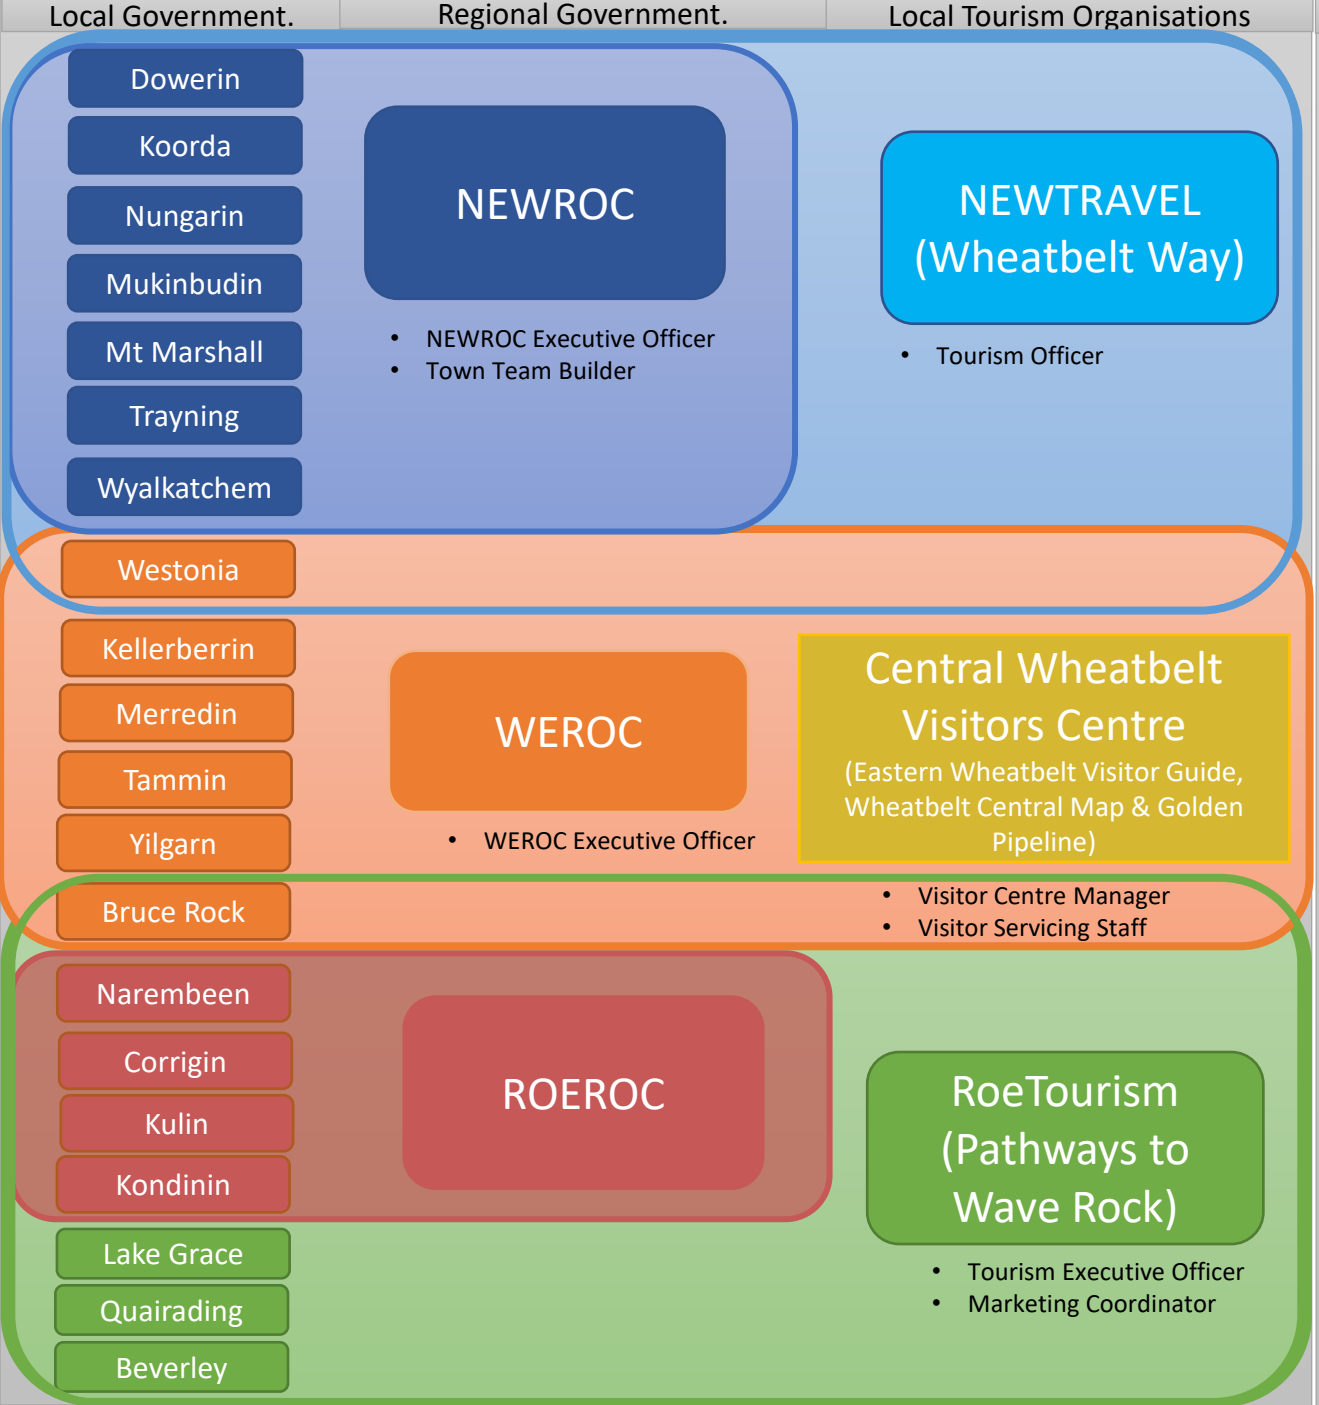 Local Government.
Regional Government.
Local Tourism Organisations
Dowerin
Koorda
Nungarin
Mukinbudin
Mt Marshall
Trayning
Wyalkatchem
NEWROC
• NEWROC Executive Officer
• Town Team Builder
NEWTRAVEL
(Wheatbelt Way)
• Tourism Officer
Westonia
Kellerberrin
Merredin
Tammin
Yilgarn
Bruce Rock
WEROC
• WEROC Executive Officer
Central Wheatbelt
Visitors Centre
(Eastern Wheatbelt Visitor Guide,
Wheatbelt Central Map & Golden
Pipeline)
• Visitor Centre Manager
• Visitor Servicing Staff
Narembeen
Corrigin
Kulin
Kondinin
ROEROC
Lake Grace
Quairading
Beverley
RoeTourism
(Pathways to
Wave Rock)
• Tourism Executive Officer
• Marketing Coordinator